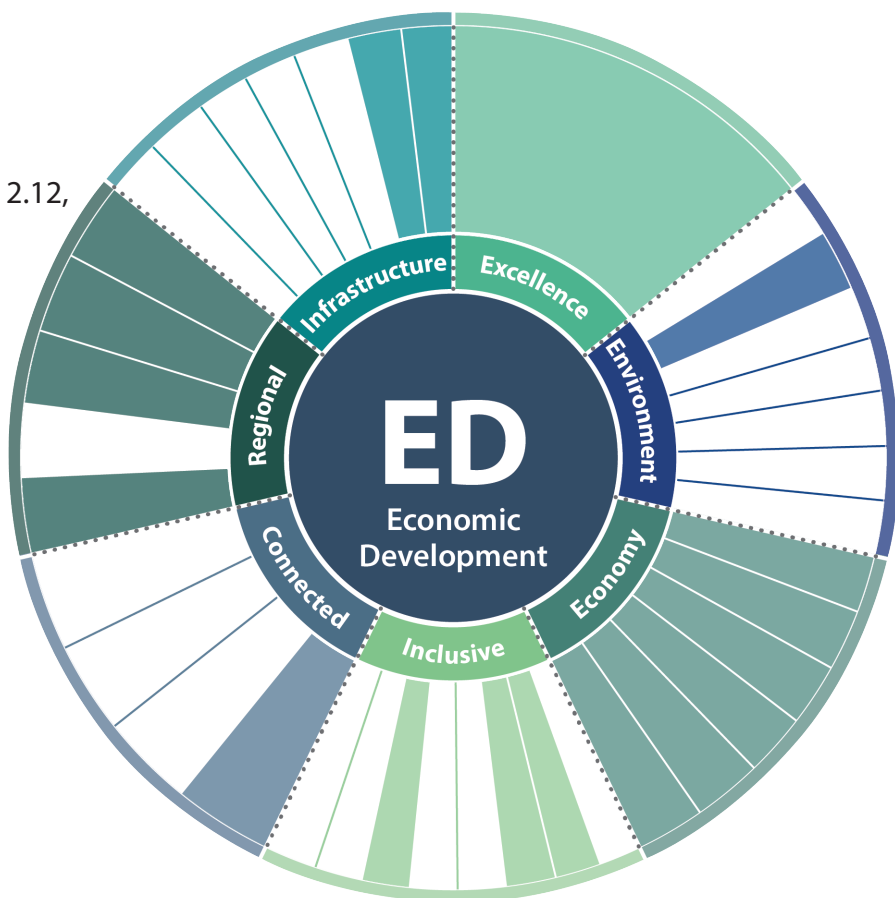 2.12,
Infrastructure
Excellence
Environment
Regional
ED
Economic
Development
Connected
Economy
Inclusive